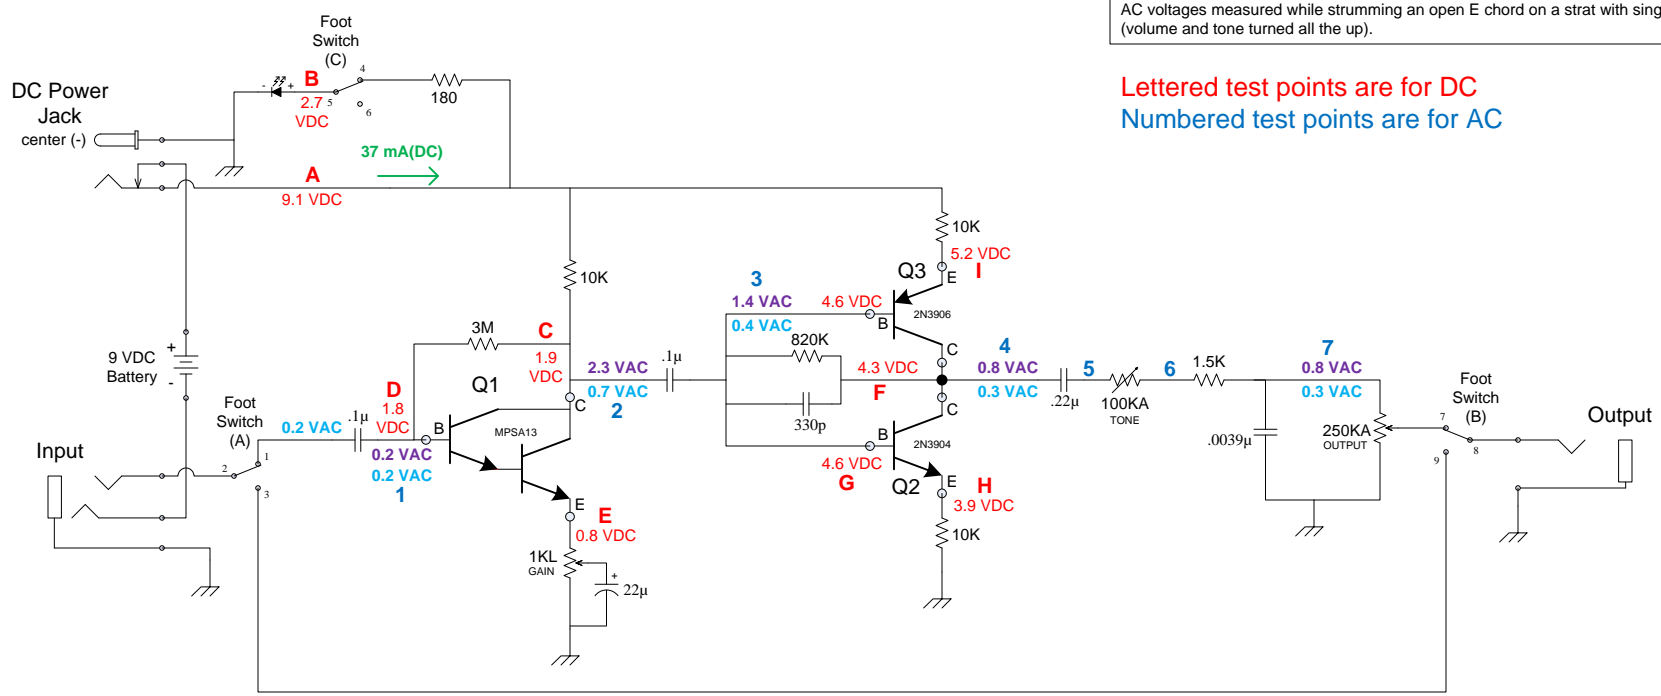 AC voltages measured while strumming an open E chord on a strat with sing
(volume and tone turned all the up).
Lettered test points are for DC
Numbered test points are for AC
Foot
Switch
(C)
DC Power
Jack
center (-)
- +
B
2.7
VDC
4
5
6
180
37 mA(DC)
A
9.1 VDC
10K
10K
5.2 VDC
I
E
Q3
3
1.4 VAC
0.4 VAC
4.6 VDC
B
2N3906
C
820K
3M
C
1.9
VDC
9 VDC
Battery
+
-
2.3 VAC
0.7 VAC
2
.1µ
4.3 VDC
F
4
0.8 VAC
0.3 VAC
5
6
1.5K
7
0.8 VAC
0.3 VAC
.22µ
100KA
TONE
330p
Q1
D
1.8
VDC
C
MPSA13
B
0.2 VAC
0.2 VAC
1
Foot
Switch
(A)
0.2 VAC
.1µ
Input
1
2
3
C
B
2N3904
4.6 VDC
G
Q2
E
H
3.9 VDC
10K
.0039µ
250KA
OUTPUT
Foot
Switch
(B)
7
8
9
Output
E
E
0.8 VDC
1KL
GAIN
+
22µ